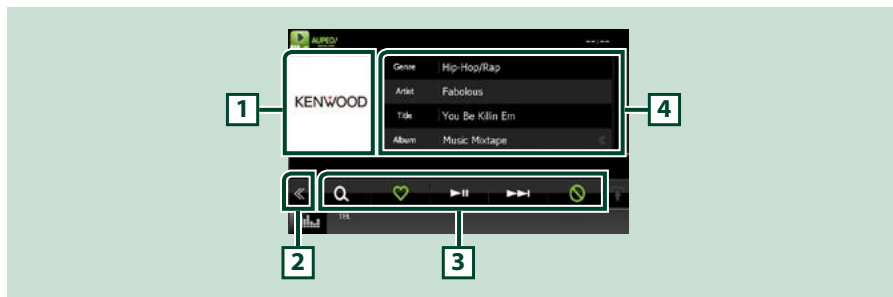 AUPEO!
--:--
KENWOOD
Genre Hip-Hop/Rap
Artist Fabolous
Title You Be Killin Em
Album Music Mixtape
TEL
1
2
3
4